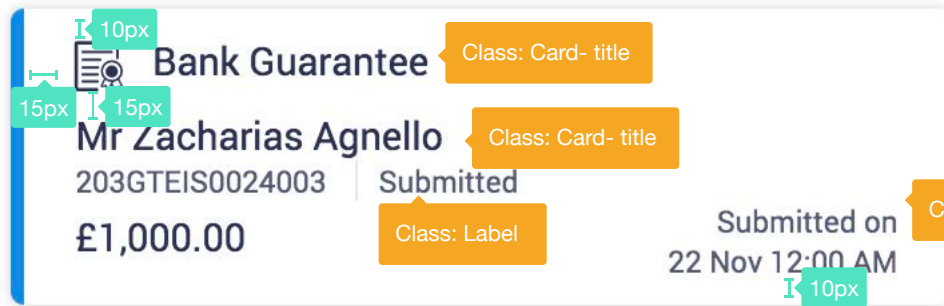 10px
Bank Guarantee
Class: Card- title
15px
15px
Mr Zacharias Agnello
Class: Card- title
203GTEIS0024003
Submitted
Class: Label
£1,000.00
Submitted on
22 Nov 12:00 AM
10px
C